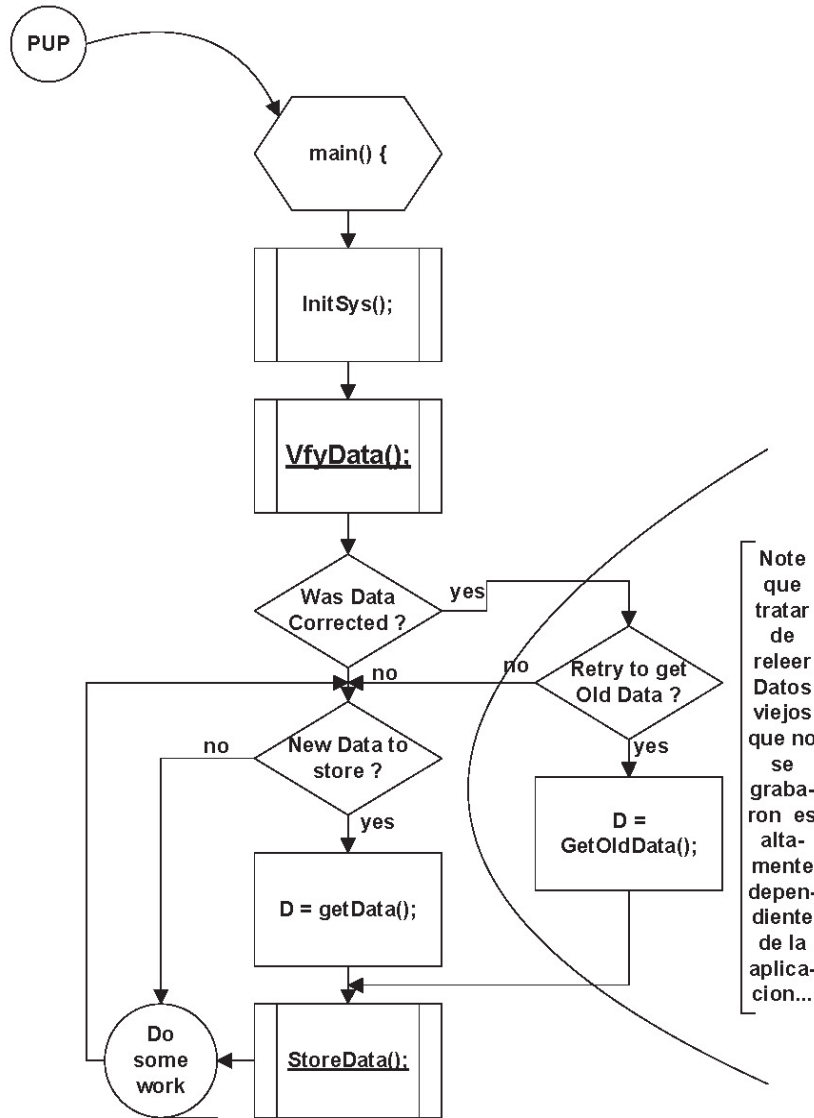 PUP
main() {
InitSys();
VfyData();
Was Data
Corrected ?
yes
no
no
Retry to get
Old Data ?
yes
New Data to
store ?
no
yes
D =
GetOldData();
D = getData();
StoreData();
Do
some
work
Note
que
tratar
de
releer
Datos
viejos
que no
se
graba-
ron es
alta-
mente
depen-
diente
de la
aplica-
cion...